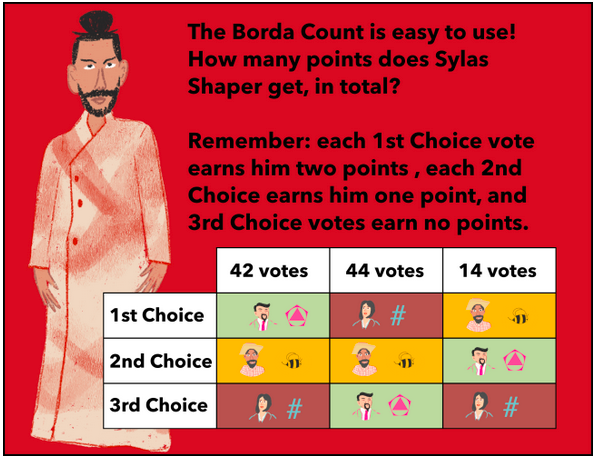 The Borda Count is easy to use!
How many points does Sylas
Shaper get, in total?
Remember: each 1st Choice vote
earns him two points , each 2nd
Choice earns him one point, and
3rd Choice votes earn no points.
42 votes 44 votes 14 votes
1st Choice #
2nd Choice
3rd Choice # #